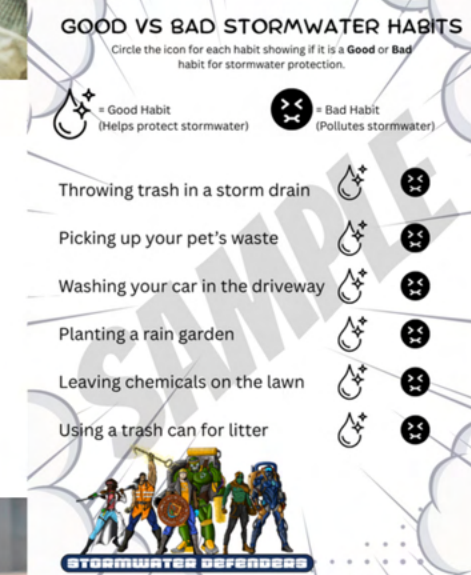 GOOD VS BAD STORMWATER HABITS
Circle the icon for each habit showing if it is a Good or Bad
habit for stormwater protection.
= Good Habit
(Helps protect stormwater)
= Bad Habit
(Pollutes stormwater)
Throwing trash in a storm drain
Picking up your pet's waste
Washing your car in the driveway
Planting a rain garden
Leaving chemicals on the lawn
Using a trash can for litter
SAMPLE
STORMWATER DEFENDERS